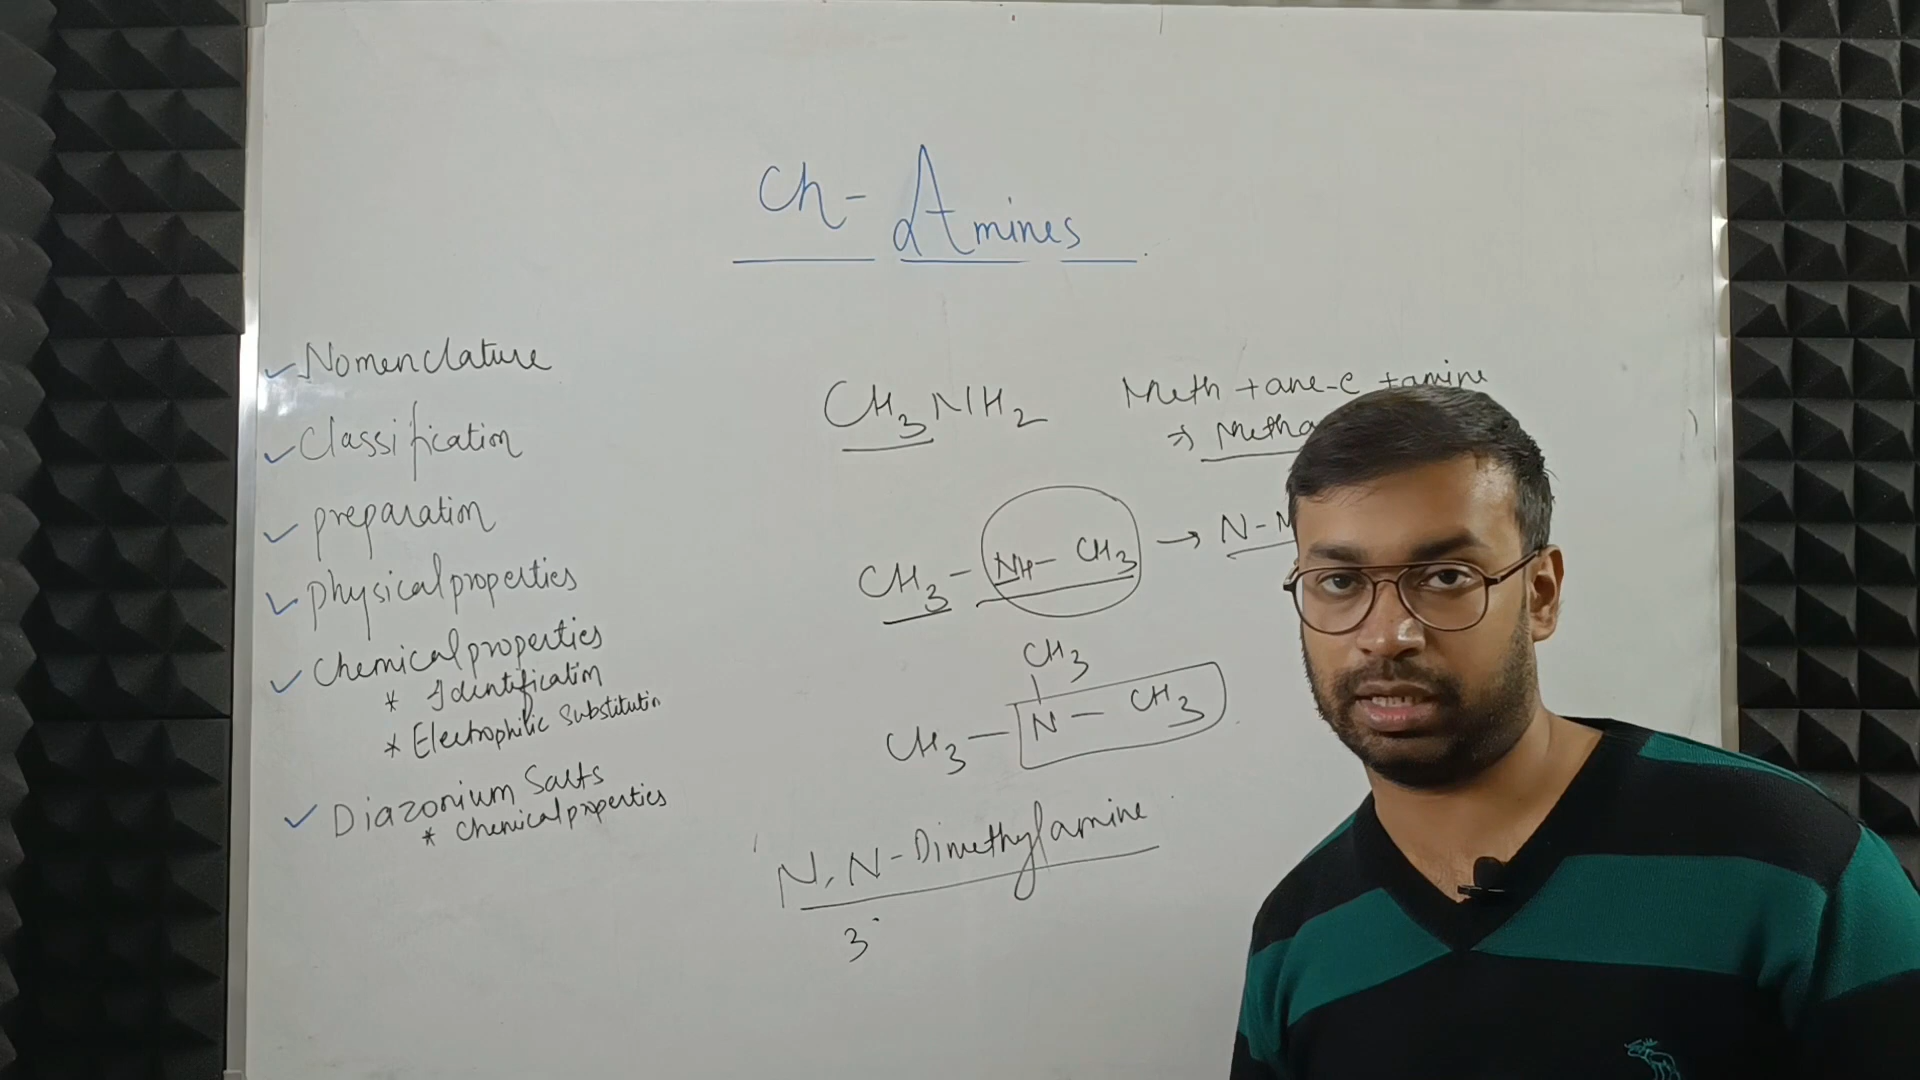 Ch- Amines
✓ Nomenclature
✓ Classification
✓ preparation
✓ physical properties
✓ Chemical properties
* Identification
* Electrophilic Substitution
✓ Diazonium Salts
* Chemical properties
CH3NH2
Meth + ane-e + amine
⇒ Metha
CH3 - NH - CH3 → N-M
CH3
|
CH3 - N - CH3
N,N-Dimethylamine
3°